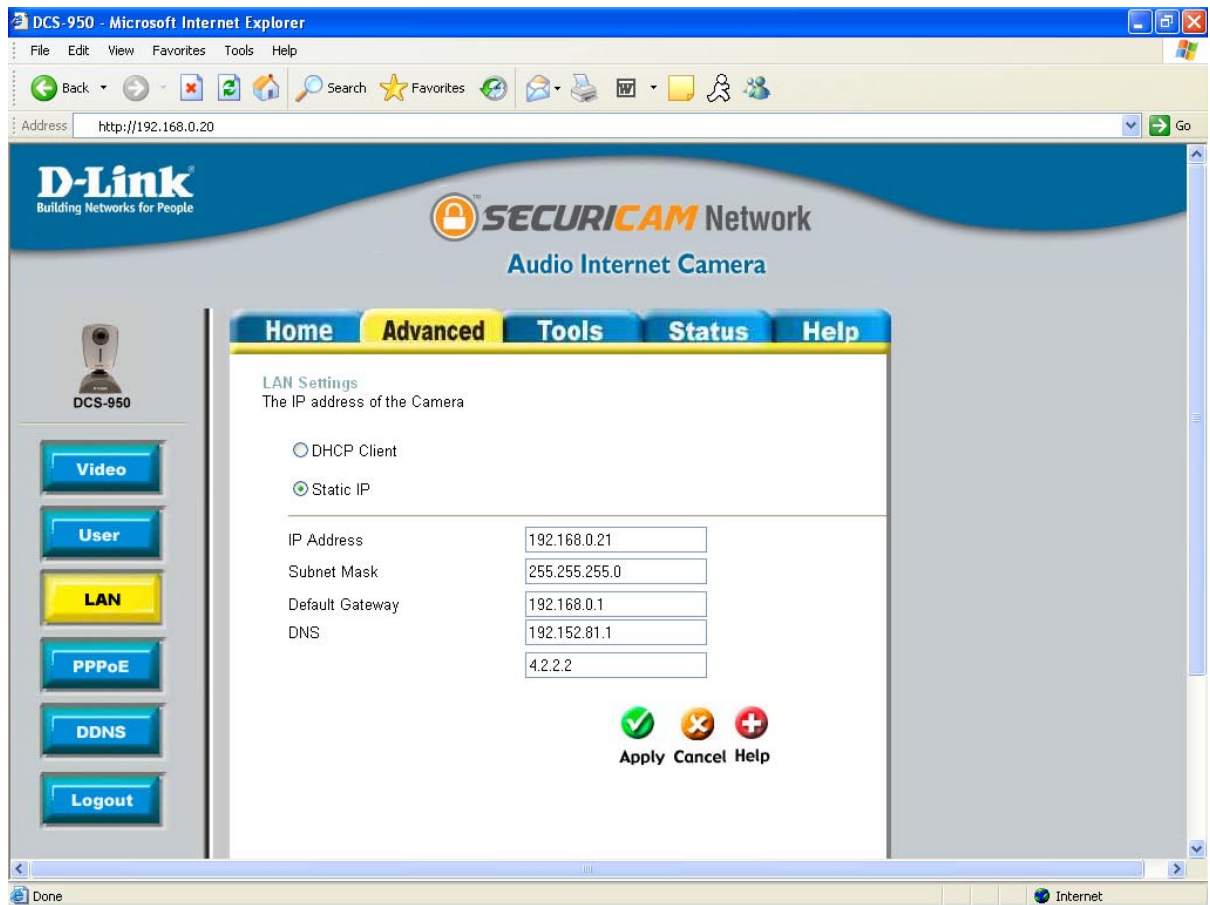 DCS-950 - Microsoft Internet Explorer
File Edit View Favorites Tools Help
Back Search Favorites
Address http://192.168.0.20 Go
D-Link®
Building Networks for People
SECURICAM™ Network
Audio Internet Camera
Home Advanced Tools Status Help
DCS-950
Video
User
LAN
PPPoE
DDNS
Logout
LAN Settings
The IP address of the Camera
DHCP Client
Static IP
IP Address 192.168.0.21
Subnet Mask 255.255.255.0
Default Gateway 192.168.0.1
DNS 192.152.81.1
4.2.2.2
Apply Cancel Help
Done Internet